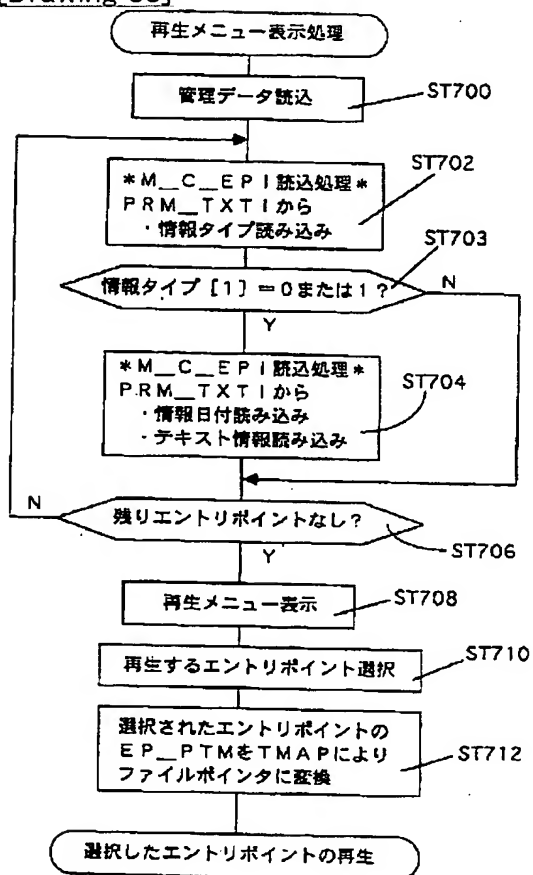 再生メニュー表示処理
管理データ読込
ST700
*M__C__EPI読込処理*
PRM__TXTIから
・情報タイプ読み込み
ST702
ST703
情報タイプ［1］＝0または1？
N
Y
*M__C__EPI読込処理*
P.RM__TXTIから
・情報日付読み込み
・テキスト情報読み込み
ST704
N
残りエントリポイントなし？
ST706
Y
再生メニュー表示
ST708
再生するエントリポイント選択
ST710
選択されたエントリポイントの
EP__PTMをTMAPにより
ファイルポインタに変換
ST712
選択したエントリポイントの再生